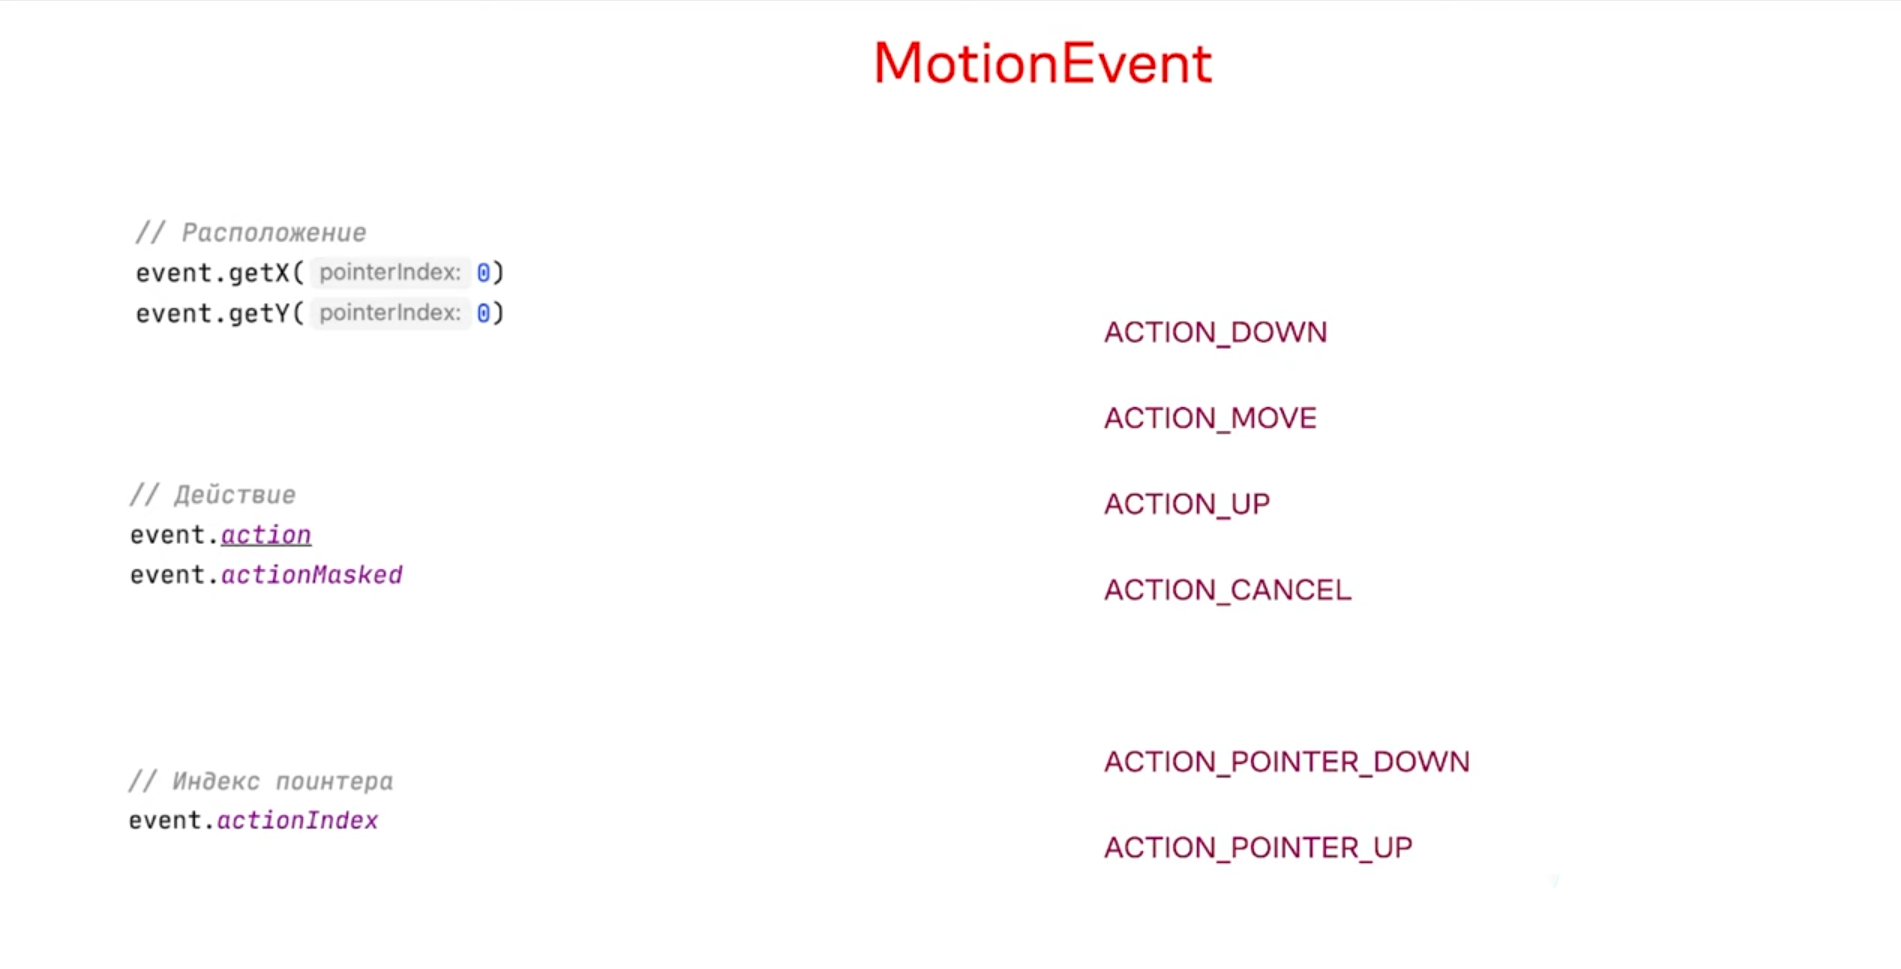 MotionEvent
// Расположение
event.getX( pointerIndex: 0)
event.getY( pointerIndex: 0)
// Действие
event.action
event.actionMasked
// Индекс поинтера
event.actionIndex
ACTION_DOWN
ACTION_MOVE
ACTION_UP
ACTION_CANCEL
ACTION_POINTER_DOWN
ACTION_POINTER_UP